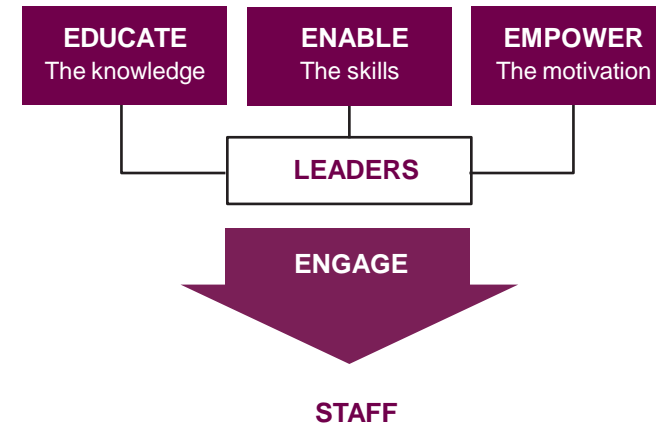 EDUCATE
The knowledge
ENABLE
The skills
EMPOWER
The motivation
LEADERS
ENGAGE
STAFF